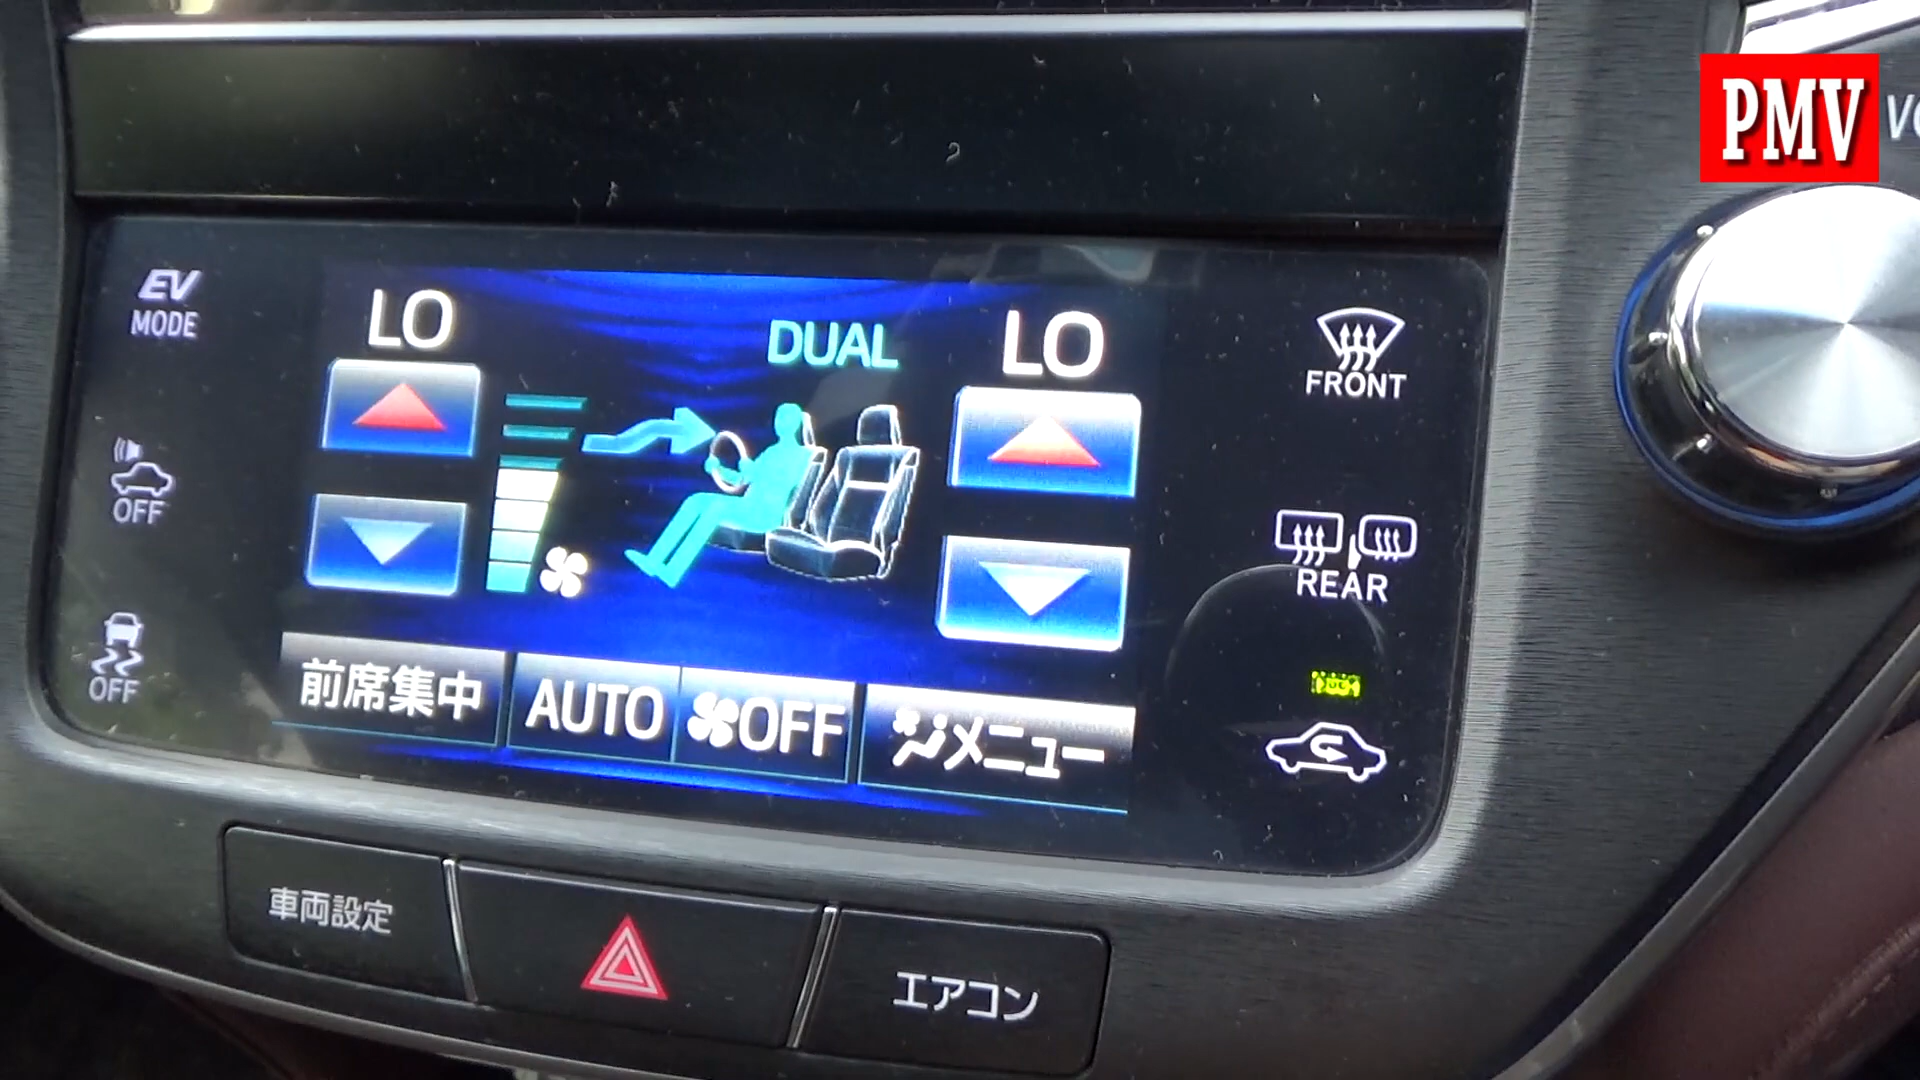 PMV
EV
MODE
LO
DUAL
LO
FRONT
OFF
REAR
OFF
前席集中
AUTO
OFF
メニュー
車両設定
エアコン